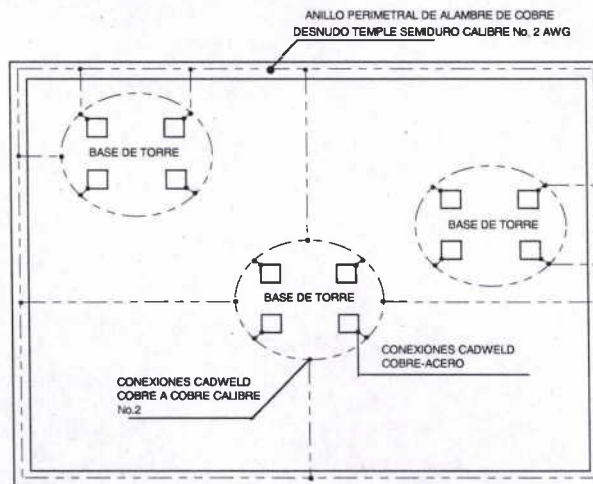 ANILLO PERIMETRAL DE ALAMBRE DE COBRE
DESNUDO TEMPLE SEMIDURO CALIBRE No. 2 AWG
BASE DE TORRE
BASE DE TORRE
BASE DE TORRE
CONEXIONES CADWELD
COBRE-ACERO
CONEXIONES CADWELD
COBRE A COBRE CALIBRE
No.2